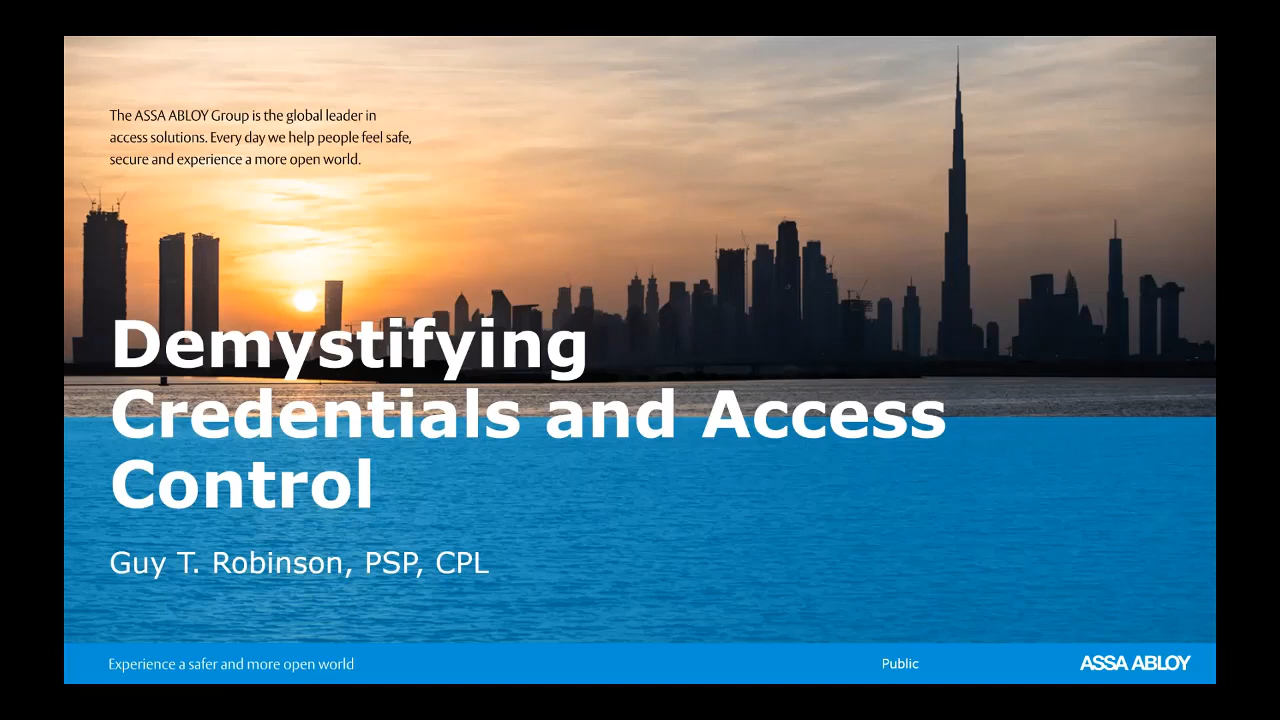 The ASSA ABLOY Group is the global leader in
access solutions. Every day we help people feel safe,
secure and experience a more open world.
Demystifying
Credentials and Access
Control
Guy T. Robinson, PSP, CPL
Experience a safer and more open world
Public
ASSA ABLOY